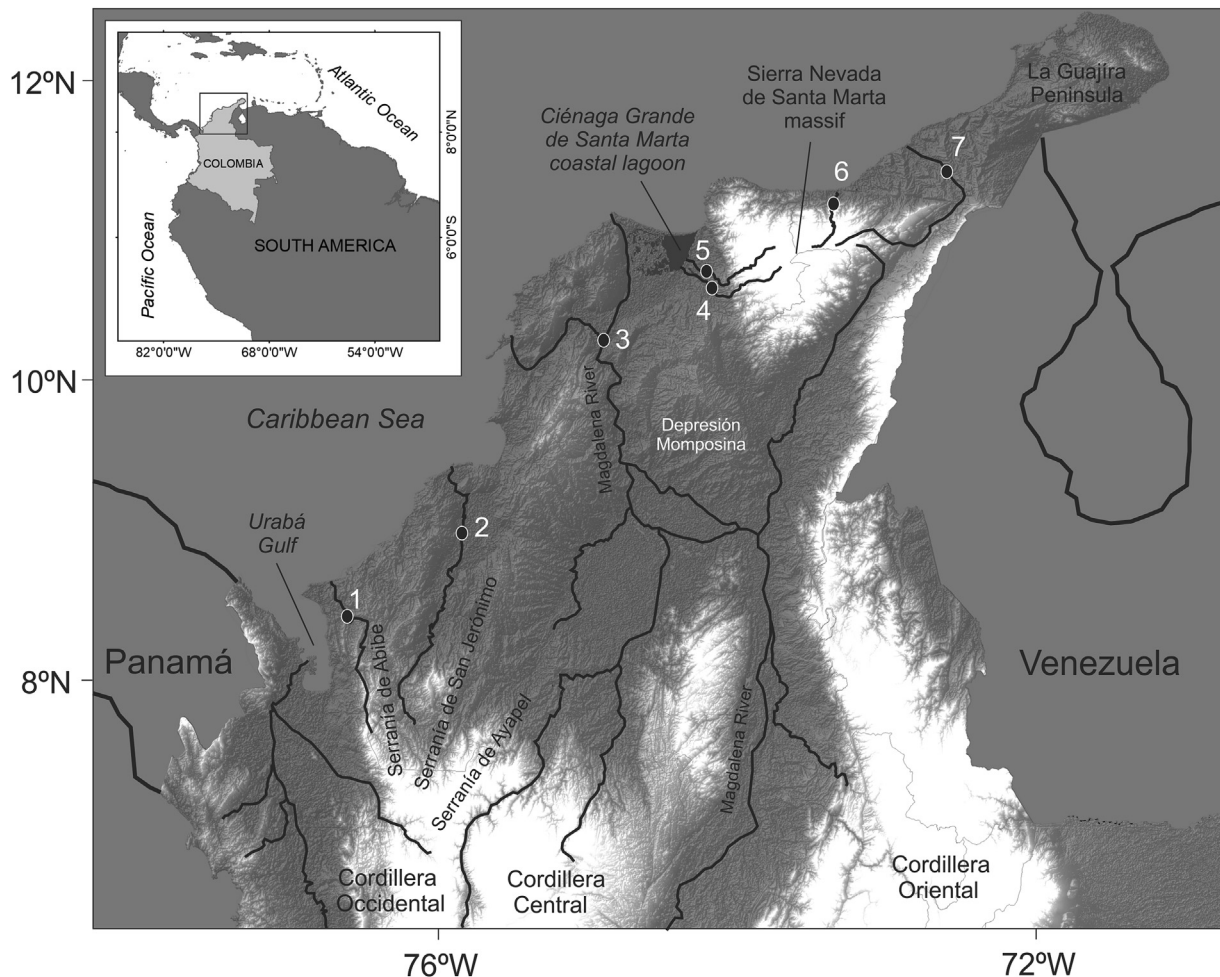 12ºN
10ºN
8ºN
76ºW
72ºW
Atlantic Ocean
Pacific Ocean
COLOMBIA
SOUTH AMERICA
8°0'0"N
6°0'0"S
82°0'0"W
68°0'0"W
54°0'0"W
Ciénaga Grande
de Santa Marta
coastal lagoon
Sierra Nevada
de Santa Marta
massif
La Guajira
Peninsula
7
6
5
4
3
Magdalena River
Depresión
Momposina
Caribbean Sea
2
Urabá
Gulf
1
Panamá
Serranía de Abibe
Serranía de San Jerónimo
Serranía de Ayapel
Magdalena River
Venezuela
Cordillera
Occidental
Cordillera
Central
Cordillera
Oriental